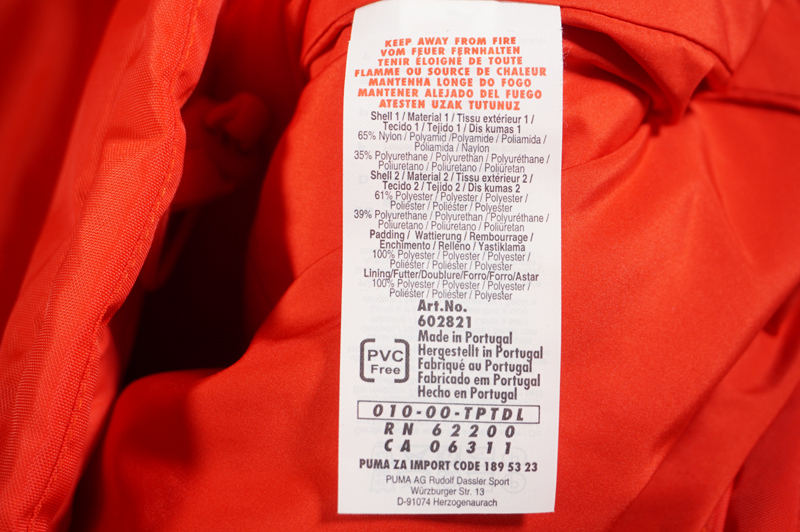 KEEP AWAY FROM FIRE
VOM FEUER FERNHALTEN
TENIR ÉLOIGNÉ DE TOUTE
FLAMME OU SOURCE DE CHALEUR
MANTENHA LONGE DO FOGO
MANTENER ALEJADO DEL FUEGO
ATESTEN UZAK TUTUNUZ
Shell 1 / Material 1 / Tissu extérieur 1 /
Tecido 1 / Tejido 1 / Dis kumas 1
65% Nylon / Polyamid /Polyamide / Poliamida /
Poliamida / Naylon
35% Polyurethane / Polyurethan / Polyuréthane /
Poliuretano / Poliuretano / Poliuretan
Shell 2 / Material 2 / Tissu extérieur 2 /
Tecido 2 / Tejido 2 / Dis kumas 2
61% Polyester / Polyester / Polyester /
Poliéster / Poliéster / Polyester
39% Polyurethane / Polyurethan / Polyuréthane /
Poliuretano / Poliuretano / Poliuretan
Padding / Wattierung / Rembourrage /
Enchimento / Relleno / Yastiklama
100% Polyester / Polyester / Polyester /
Poliéster / Poliéster / Polyester
Lining/Futter/Doublure/Forro/Forro/Astar
100% Polyester / Polyester / Polyester /
Poliéster / Poliéster / Polyester
Art.No.
602821
Made in Portugal
Hergestellt in Portugal
Fabriqué au Portugal
Fabricado em Portugal
Hecho en Portugal
PVC
Free
010-00-TPTDL
RN 62200
CA 06311
PUMA ZA IMPORT CODE 189 53 23
PUMA AG Rudolf Dassler Sport
Würzburger Str. 13
D-91074 Herzogenaurach